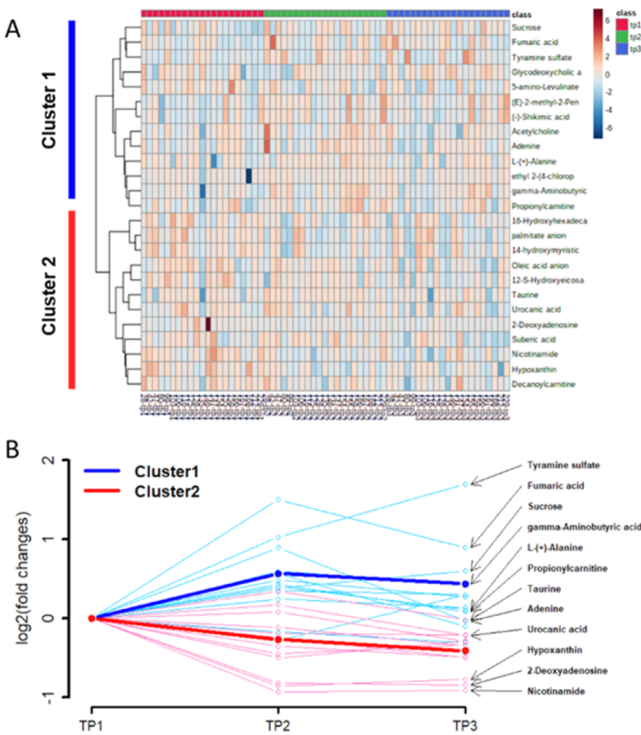 A
class
Cluster 1
Cluster 2
Sucrose
Fumaric acid
Tyramine sulfate
Glycodeoxycholic a
5-amino-Levulinate
(E)-2-methyl-2-Pen
(-)-Shikimic acid
Acetylcholine
Adenine
L-(+)-Alanine
ethyl 2-(4-chlorop
gamma-Aminobutyric
Propionylcarnitine
16-Hydroxyhexadeca
palmitate anion
14-hydroxymyristic
Oleic acid anion
12-S-Hydroxyeicosa
Taurine
Urocanic acid
2-Deoxyadenosine
Suberic acid
Nicotinamide
Hypoxanthin
Decanoylcarnitine
6
4
2
0
-2
-4
-6
class
tp1
tp2
tp3
B
log2(fold changes)
2
1
0
-1
Cluster1
Cluster2
TP1
TP2
TP3
Tyramine sulfate
Fumaric acid
Sucrose
gamma-Aminobutyric acid
L-(+)-Alanine
Propionylcarnitine
Taurine
Adenine
Urocanic acid
Hypoxanthin
2-Deoxyadenosine
Nicotinamide